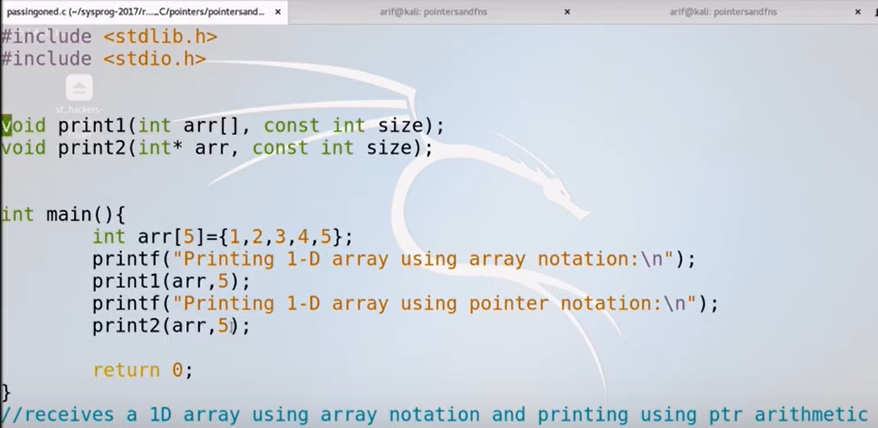 passingoned.c (~/sysprog-2017/r..._C/pointers/pointersand... ×
arif@kali: pointersandfns ×
arif@kali: pointersandfns ×
#include <stdlib.h>
#include <stdio.h>
sf_hackers-
void print1(int arr[], const int size);
void print2(int* arr, const int size);
int main(){
int arr[5]={1,2,3,4,5};
printf("Printing 1-D array using array notation:\n");
print1(arr,5);
printf("Printing 1-D array using pointer notation:\n");
print2(arr,5);
return 0;
}
//receives a 1D array using array notation and printing using ptr arithmetic